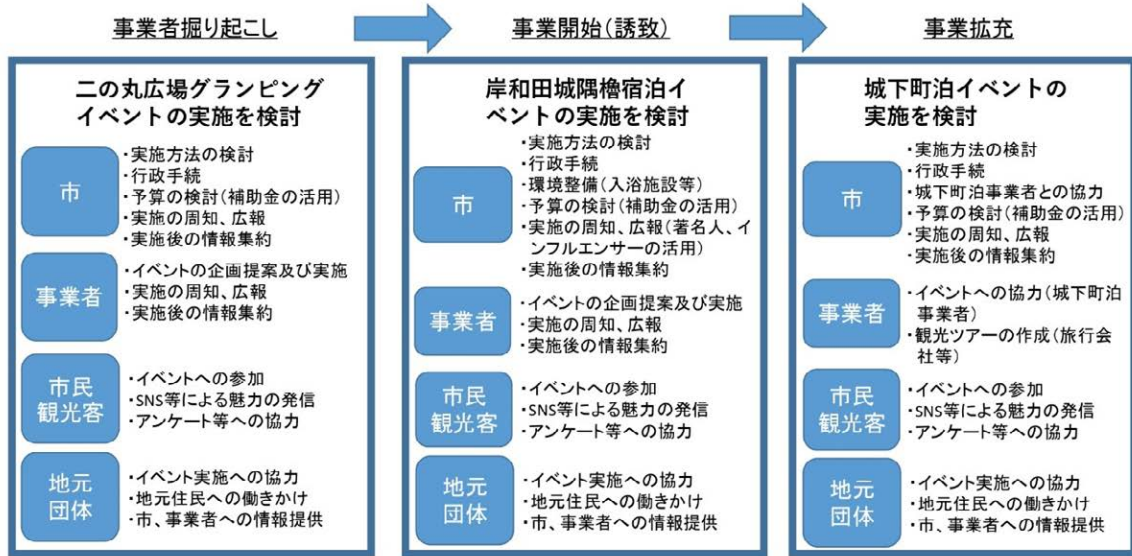 事業者掘り起こし
事業開始(誘致)
事業拡充
二の丸広場グランピング
イベントの実施を検討
市
・実施方法の検討
・行政手続
・予算の検討(補助金の活用)
・実施の周知、広報
・実施後の情報集約
事業者
・イベントの企画提案及び実施
・実施の周知、広報
・実施後の情報集約
市民
観光客
・イベントへの参加
・SNS等による魅力の発信
・アンケート等への協力
地元
団体
・イベント実施への協力
・地元住民への働きかけ
・市、事業者への情報提供
岸和田城隅櫓宿泊イ
ベントの実施を検討
市
・実施方法の検討
・行政手続
・環境整備(入浴施設等)
・予算の検討(補助金の活用)
・実施の周知、広報(著名人、イ
ンフルエンサーの活用)
・実施後の情報集約
事業者
・イベントの企画提案及び実施
・実施の周知、広報
・実施後の情報集約
市民
観光客
・イベントへの参加
・SNS等による魅力の発信
・アンケート等への協力
地元
団体
・イベント実施への協力
・地元住民への働きかけ
・市、事業者への情報提供
城下町泊イベントの
実施を検討
市
・実施方法の検討
・行政手続
・城下町泊事業者との協力
・予算の検討(補助金の活用)
・実施の周知、広報
・実施後の情報集約
事業者
・イベントへの協力(城下町泊
事業者)
・観光ツアーの作成(旅行会
社等)
市民
観光客
・イベントへの参加
・SNS等による魅力の発信
・アンケート等への協力
地元
団体
・イベント実施への協力
・地元住民への働きかけ
・市、事業者への情報提供